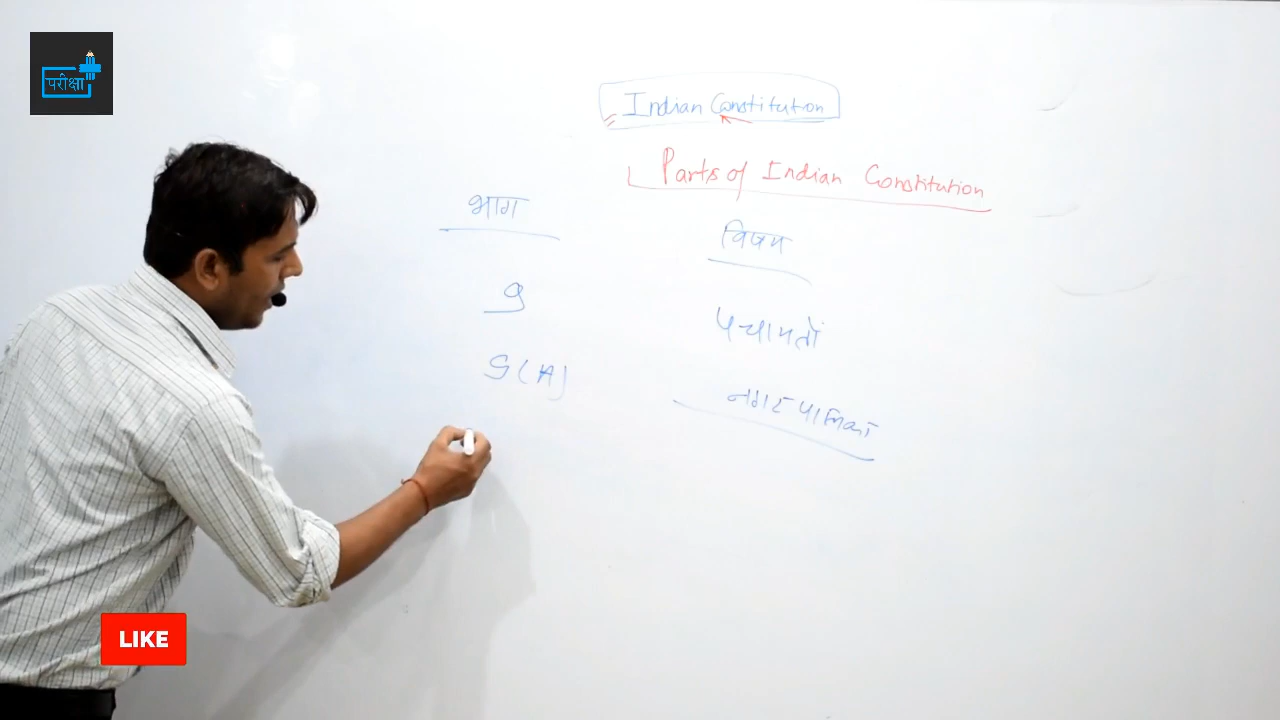 परीक्षा
Indian Constitution
Parts of Indian Constitution
भाग
विषय
9
पंचायतों
9(A)
नगरपालिका
LIKE